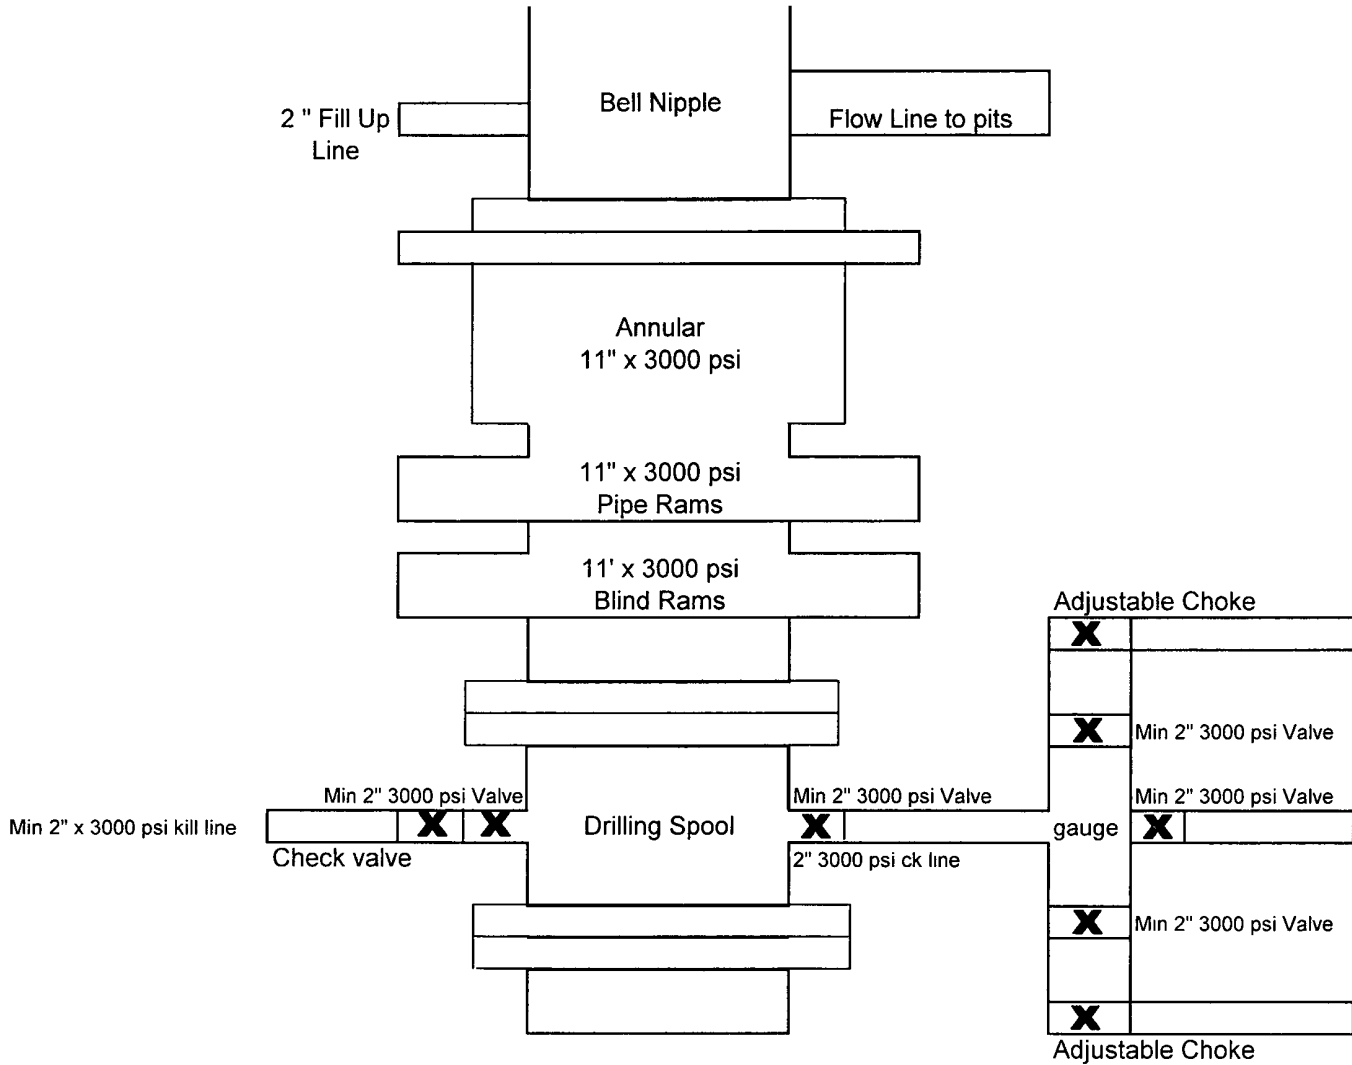 Bell Nipple
2 " Fill Up
Line
Flow Line to pits
Annular
11" x 3000 psi
11" x 3000 psi
Pipe Rams
11' x 3000 psi
Blind Rams
Adjustable Choke
X
X Min 2" 3000 psi Valve
Min 2" 3000 psi Valve
Min 2" 3000 psi Valve
Min 2" 3000 psi Valve
Min 2" x 3000 psi kill line
X X
Drilling Spool
X
gauge
X
Check valve
2" 3000 psi ck line
X Min 2" 3000 psi Valve
X
Adjustable Choke